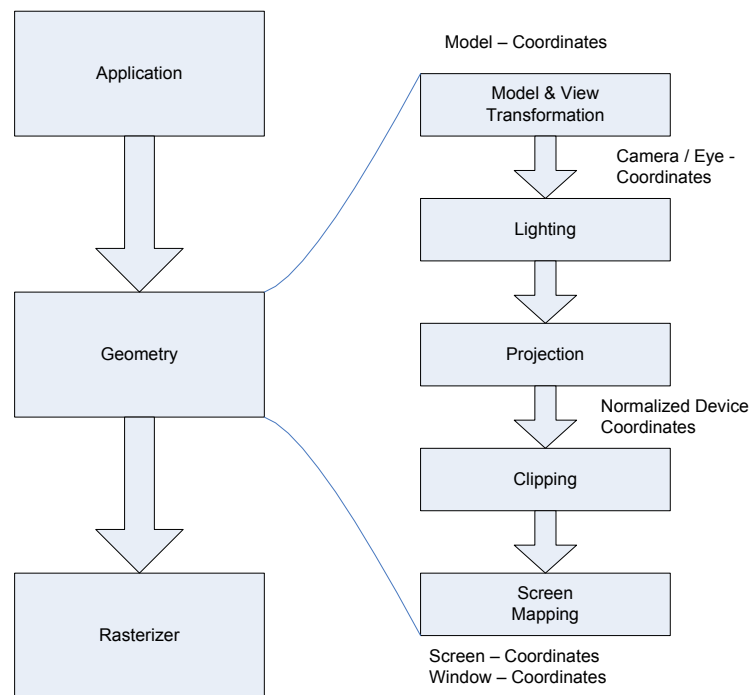 Application
Geometry
Rasterizer
Model – Coordinates
Model & View
Transformation
Camera / Eye -
Coordinates
Lighting
Projection
Normalized Device
Coordinates
Clipping
Screen
Mapping
Screen – Coordinates
Window – Coordinates